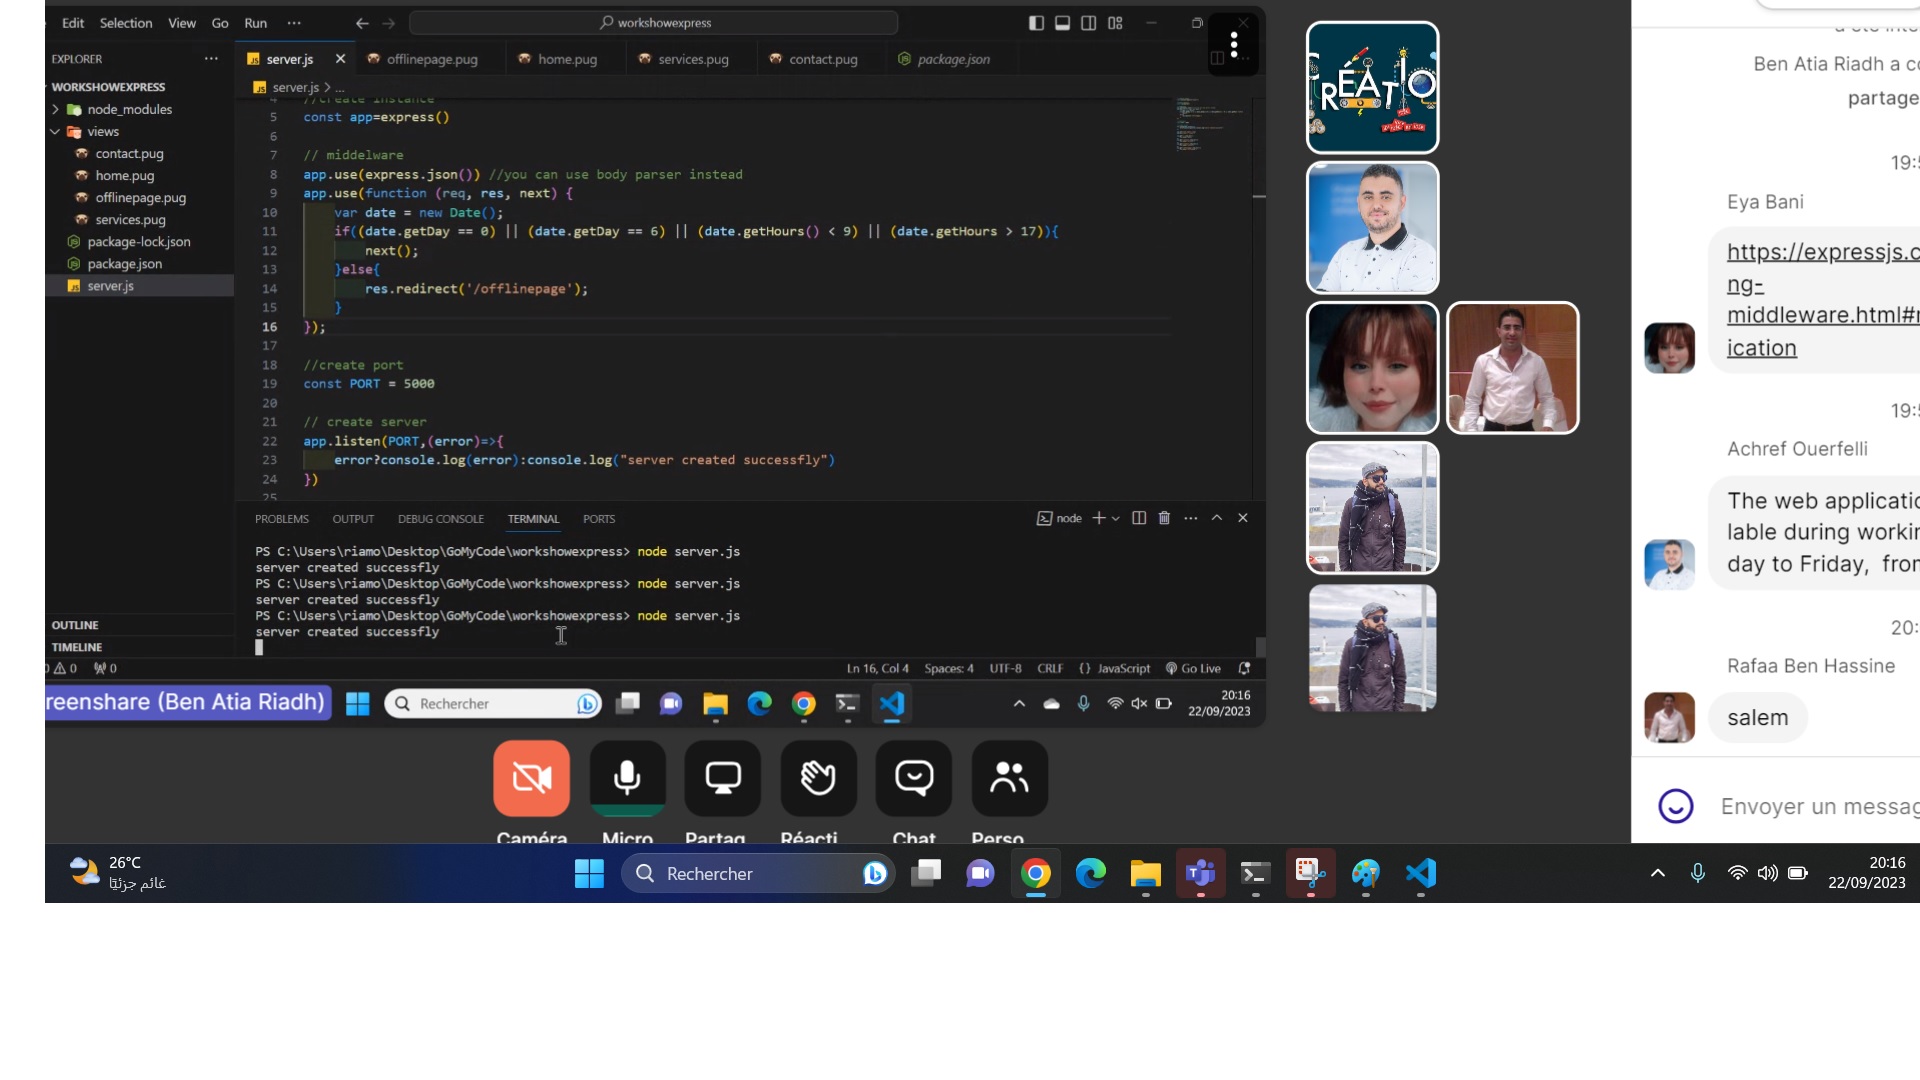 Edit Selection View Go Run ... workshowexpress
EXPLORER ...
WORKSHOWEXPRESS
node_modules
views
contact.pug
home.pug
offlinepage.pug
services.pug
package-lock.json
package.json
server.js
OUTLINE
TIMELINE
server.js offlinepage.pug home.pug services.pug contact.pug package.json
server.js > ...
4 //create instance
5 const app=express()
6
7 // middelware
8 app.use(express.json()) //you can use body parser instead
9 app.use(function (req, res, next) {
10 var date = new Date();
11 if((date.getDay == 0) || (date.getDay == 6) || (date.getHours() < 9) || (date.getHours > 17)){
12 next();
13 }else{
14 res.redirect('/offlinepage');
15 }
16 });
17
18 //create port
19 const PORT = 5000
20
21 // create server
22 app.listen(PORT,(error)=>{
23 error?console.log(error):console.log("server created successfly")
24 })
25
PROBLEMS OUTPUT DEBUG CONSOLE TERMINAL PORTS node
PS C:\Users\riamo\Desktop\GoMyCode\workshowexpress> node server.js
server created successfly
PS C:\Users\riamo\Desktop\GoMyCode\workshowexpress> node server.js
server created successfly
PS C:\Users\riamo\Desktop\GoMyCode\workshowexpress> node server.js
server created successfly
0 0 Ln 16, Col 4 Spaces: 4 UTF-8 CRLF {} JavaScript Go Live
reenshare (Ben Atia Riadh) Rechercher 20:16
22/09/2023
Caméra Micro Partag Réacti Chat Perso
Ben Atia Riadh a co
partage
19:5
Eya Bani
https://expressjs.c
ng-
middleware.html#r
ication
19:5
Achref Ouerfelli
The web applicatio
lable during workin
day to Friday, from
20:
Rafaa Ben Hassine
salem
Envoyer un messag
26°C
غائم جزئيًا
Rechercher
20:16
22/09/2023